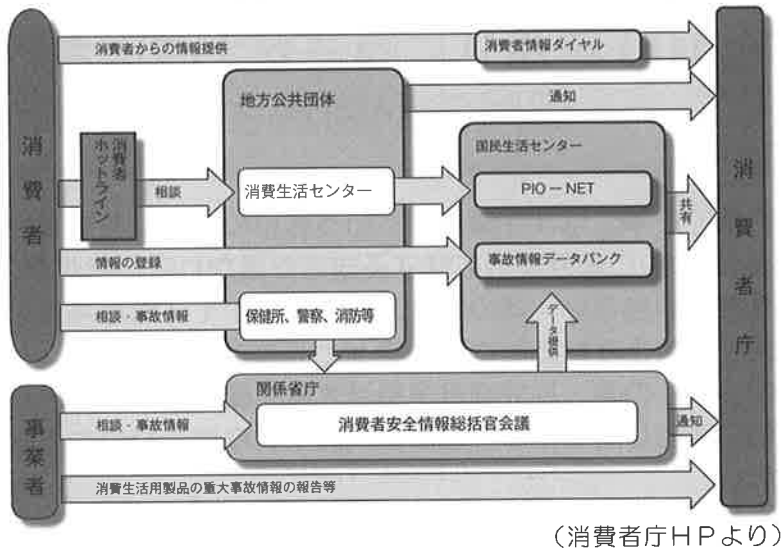 消費者からの情報提供
消費者情報ダイヤル
地方公共団体
通知
消費者
消費者
ホットライン
相談
消費生活センター
国民生活センター
PIO－NET
共有
消費者庁
情報の登録
事故情報データバンク
相談・事故情報
保健所、警察、消防等
データ提供
関係省庁
事業者
相談・事故情報
消費者安全情報総括官会議
通知
消費生活用製品の重大事故情報の報告等
（消費者庁ＨＰより）